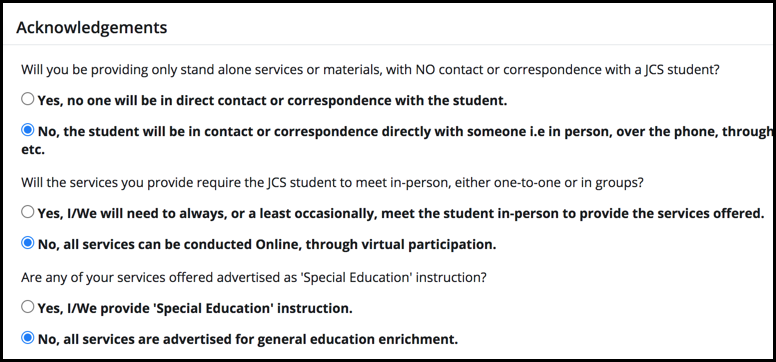 Acknowledgements
Will you be providing only stand alone services or materials, with NO contact or correspondence with a JCS student?
Yes, no one will be in direct contact or correspondence with the student.
No, the student will be in contact or correspondence directly with someone i.e in person, over the phone, through
etc.
Will the services you provide require the JCS student to meet in-person, either one-to-one or in groups?
Yes, I/We will need to always, or a least occasionally, meet the student in-person to provide the services offered.
No, all services can be conducted Online, through virtual participation.
Are any of your services offered advertised as 'Special Education' instruction?
Yes, I/We provide 'Special Education' instruction.
No, all services are advertised for general education enrichment.